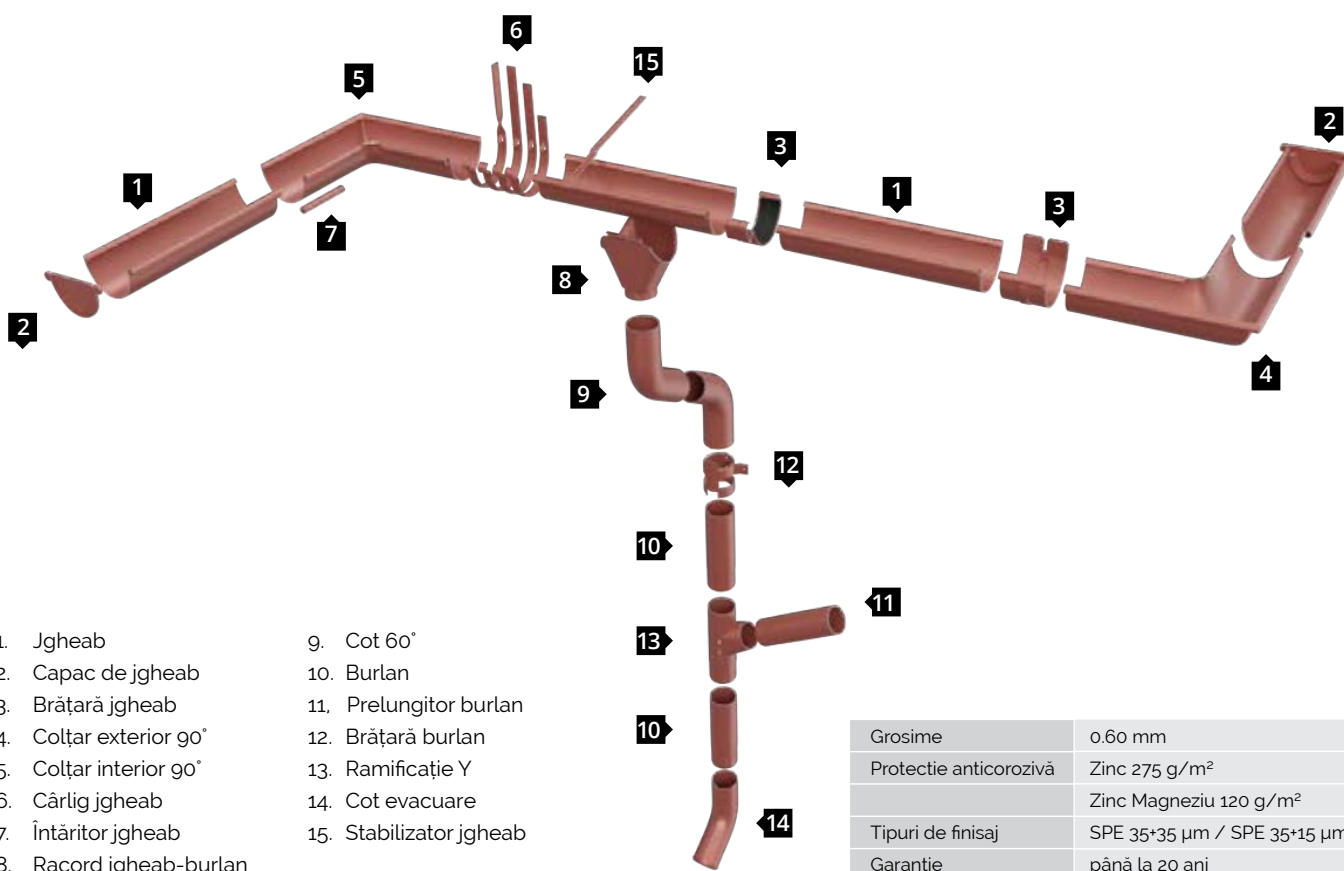 6
15
5
2
3
1
1
3
7
8
2
4
9
12
10
11
13
10
14
1. Jgheab
2. Capac de jgheab
3. Brățară jgheab
4. Colțar exterior 90°
5. Colțar interior 90°
6. Cârlig jgheab
7. Întăritor jgheab
8. Racord jgheab-burlan
9. Cot 60°
10. Burlan
11, Prelungitor burlan
12. Brățară burlan
13. Ramificație Y
14. Cot evacuare
15. Stabilizator jgheab
Grosime 0.60 mm
Protectie anticorozivă Zinc 275 g/m²
Zinc Magneziu 120 g/m²
Tipuri de finisaj SPE 35+35 µm / SPE 35+15 µm
Garanție până la 20 ani